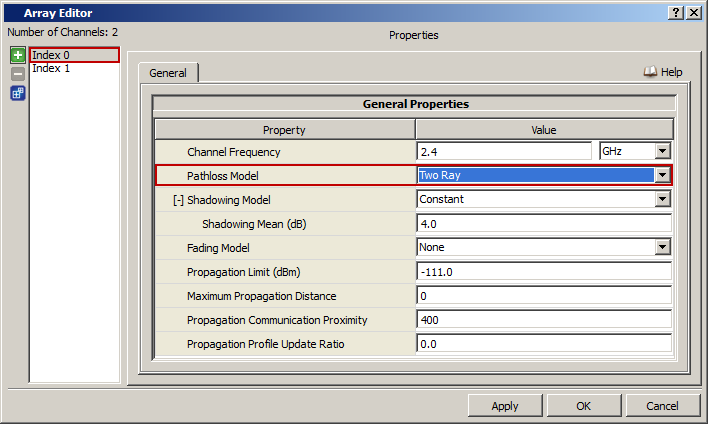 Array Editor
Number of Channels: 2
Properties
Index 0
Index 1
General
Help
General Properties
Property Value
Channel Frequency 2.4 GHz
Pathloss Model Two Ray
[-] Shadowing Model Constant
Shadowing Mean (dB) 4.0
Fading Model None
Propagation Limit (dBm) -111.0
Maximum Propagation Distance 0
Propagation Communication Proximity 400
Propagation Profile Update Ratio 0.0
Apply OK Cancel